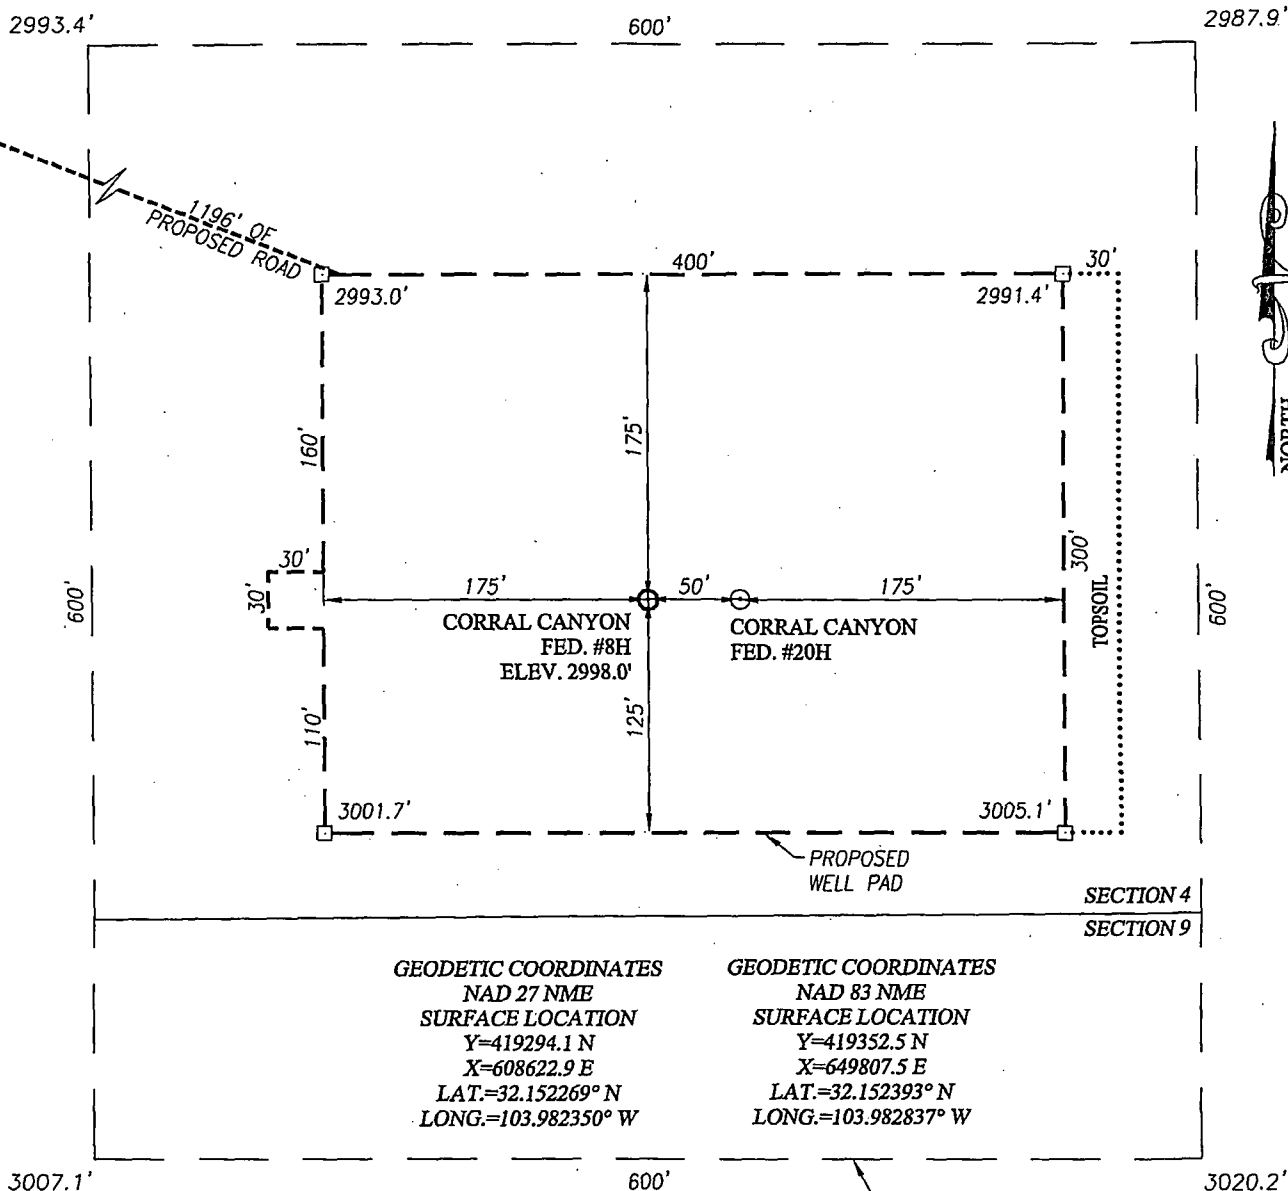 2993.4'
600'
2987.9'
1196' OF
PROPOSED ROAD
400'
30'
2993.0'
2991.4'
NORTH
160'
175'
300'
TOPSOIL
30'
30'
175'
50'
175'
600'
600'
CORRAL CANYON
FED. #8H
ELEV. 2998.0'
CORRAL CANYON
FED. #20H
110'
125'
3001.7'
3005.1'
PROPOSED
WELL PAD
SECTION 4
SECTION 9
GEODETIC COORDINATES
NAD 27 NME
SURFACE LOCATION
Y=419294.1 N
X=608622.9 E
LAT.=32.152269° N
LONG.=103.982350° W
GEODETIC COORDINATES
NAD 83 NME
SURFACE LOCATION
Y=419352.5 N
X=649807.5 E
LAT.=32.152393° N
LONG.=103.982837° W
3007.1'
600'
3020.2'